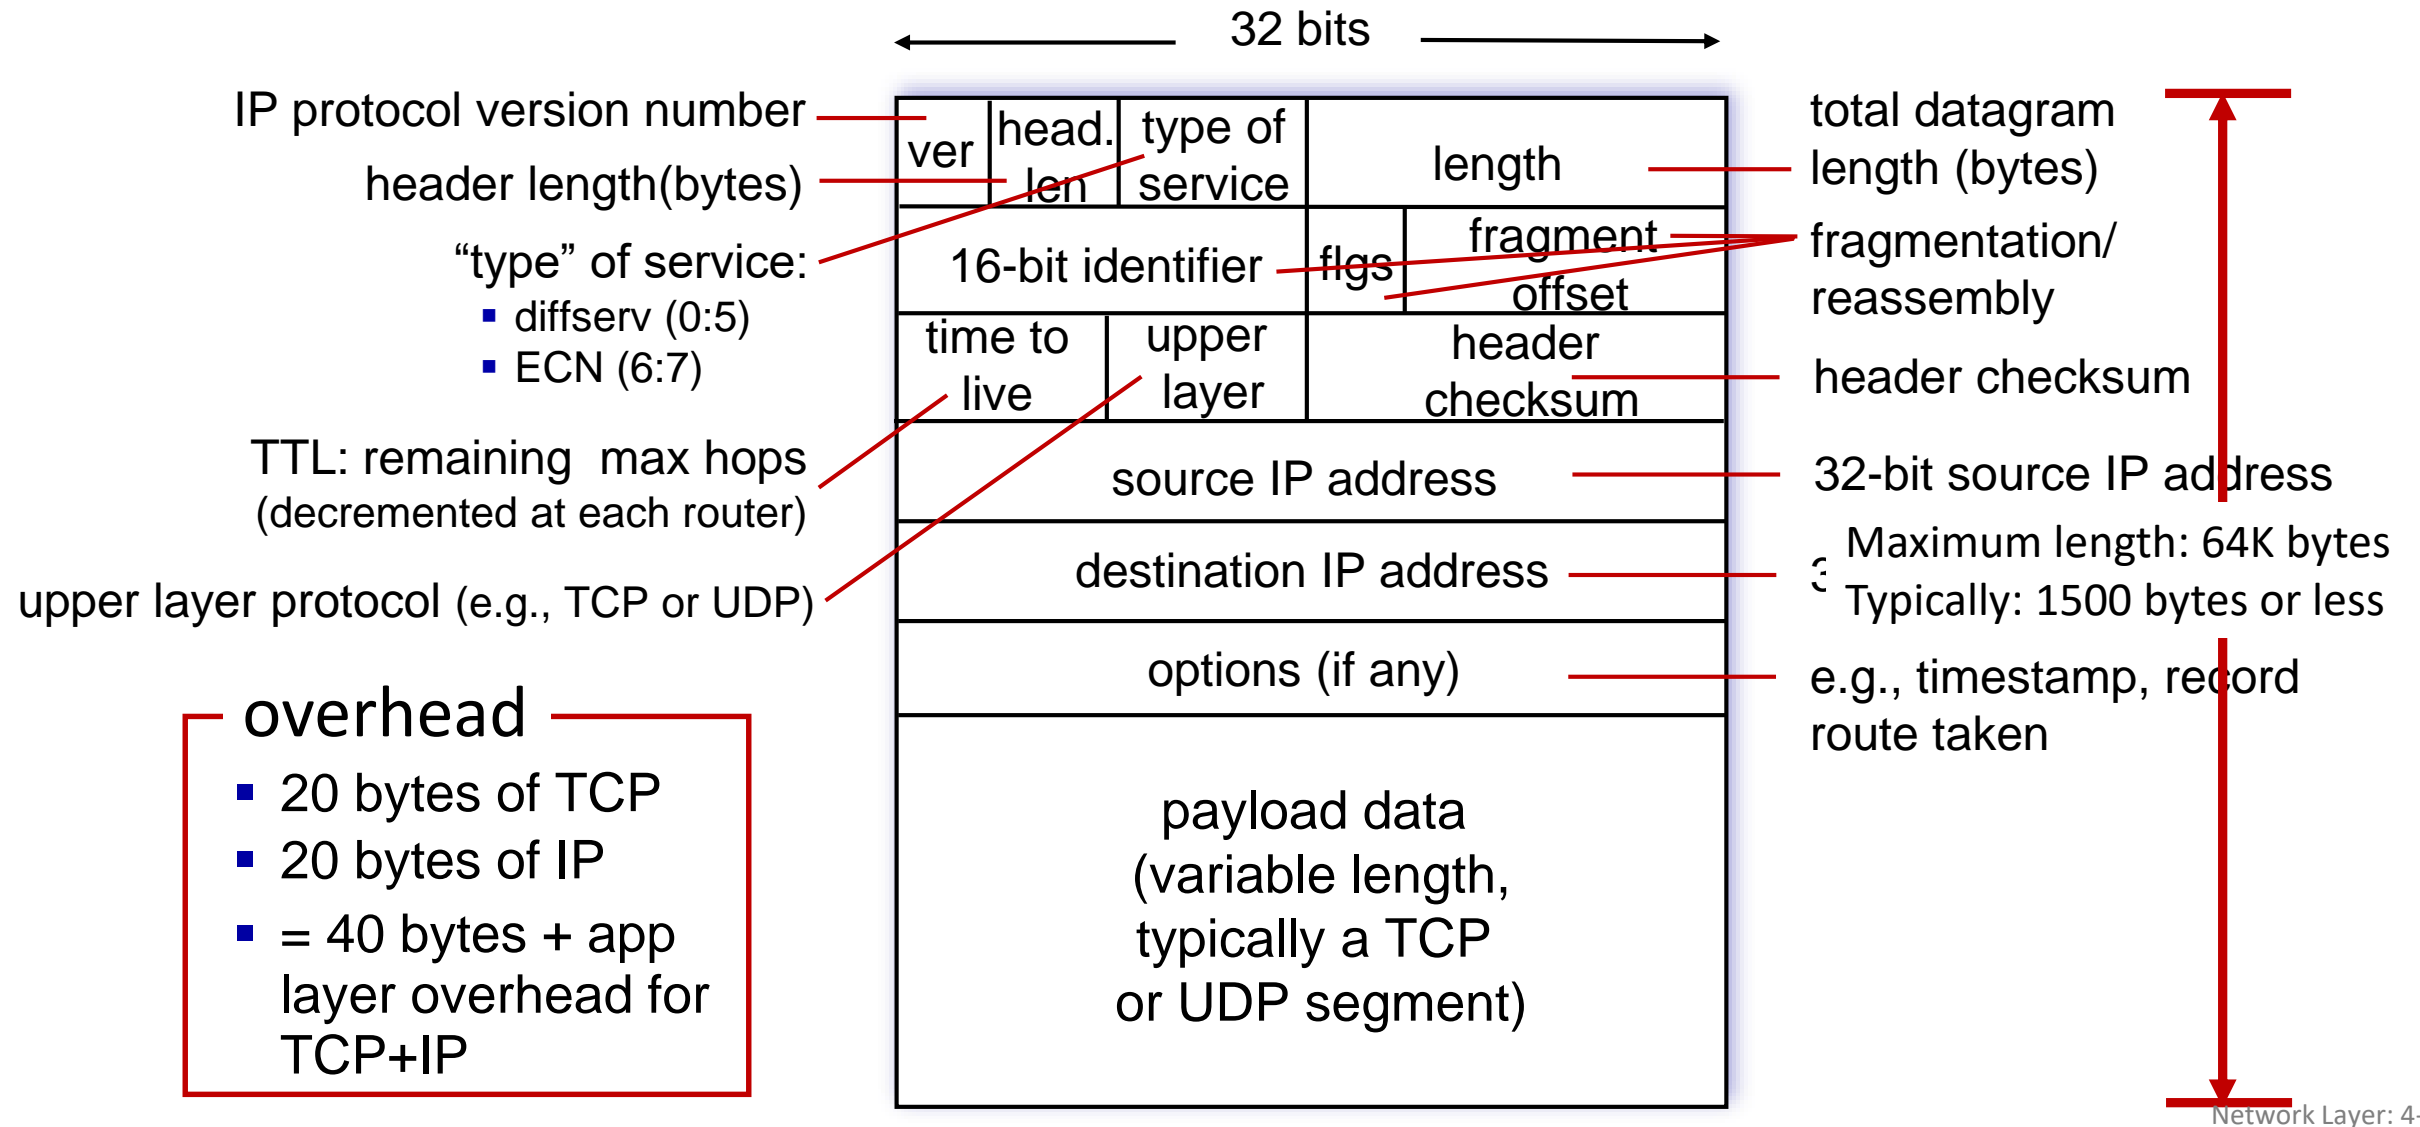 32 bits
IP protocol version number
header length(bytes)
“type” of service:
▪ diffserv (0:5)
▪ ECN (6:7)
TTL: remaining  max hops
(decremented at each router)
upper layer protocol (e.g., TCP or UDP)
overhead
▪ 20 bytes of TCP
▪ 20 bytes of IP
▪ = 40 bytes + app
layer overhead for
TCP+IP
ver
head.
len
type of
service
length
16-bit identifier
flgs
fragment
offset
time to
live
upper
layer
header
checksum
source IP address
destination IP address
options (if any)
payload data
(variable length,
typically a TCP
or UDP segment)
total datagram
length (bytes)
fragmentation/
reassembly
header checksum
32-bit source IP address
Maximum length: 64K bytes
Typically: 1500 bytes or less
e.g., timestamp, record
route taken
Network Layer: 4-